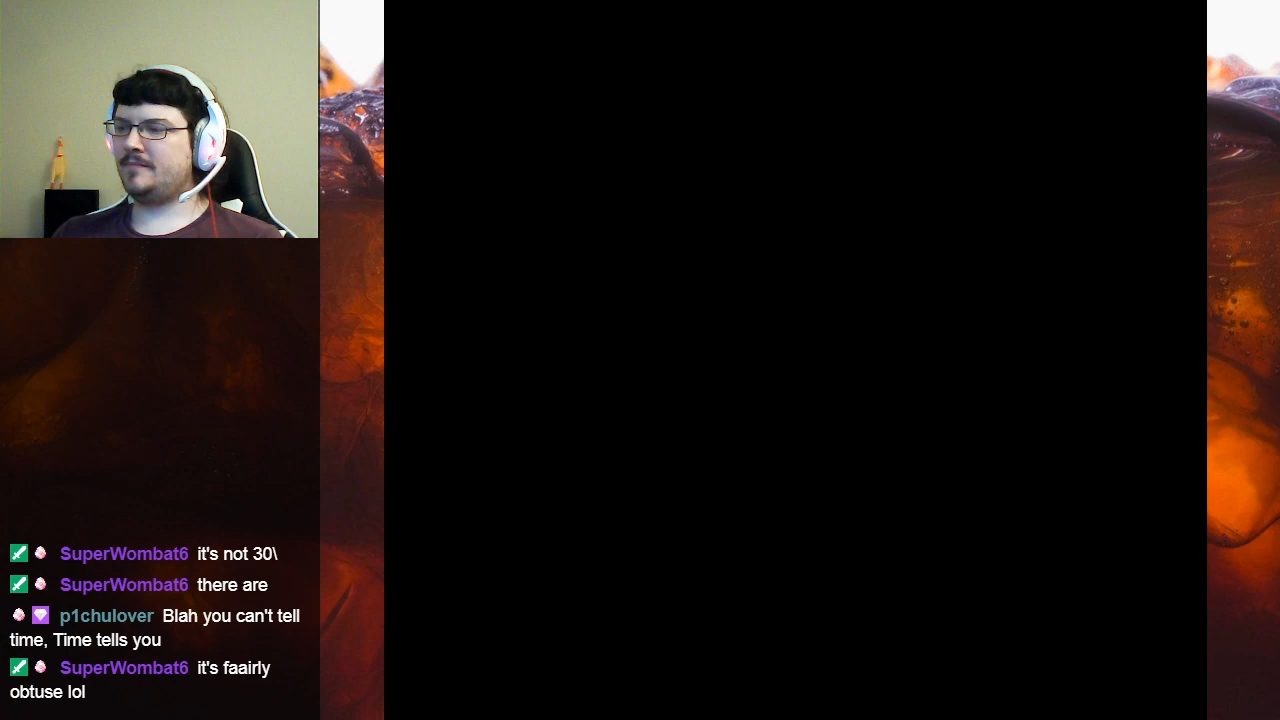 SuperWombat6 it's not 30\
SuperWombat6 there are
p1chulover Blah you can't tell
time, Time tells you
SuperWombat6 it's faairly
obtuse lol